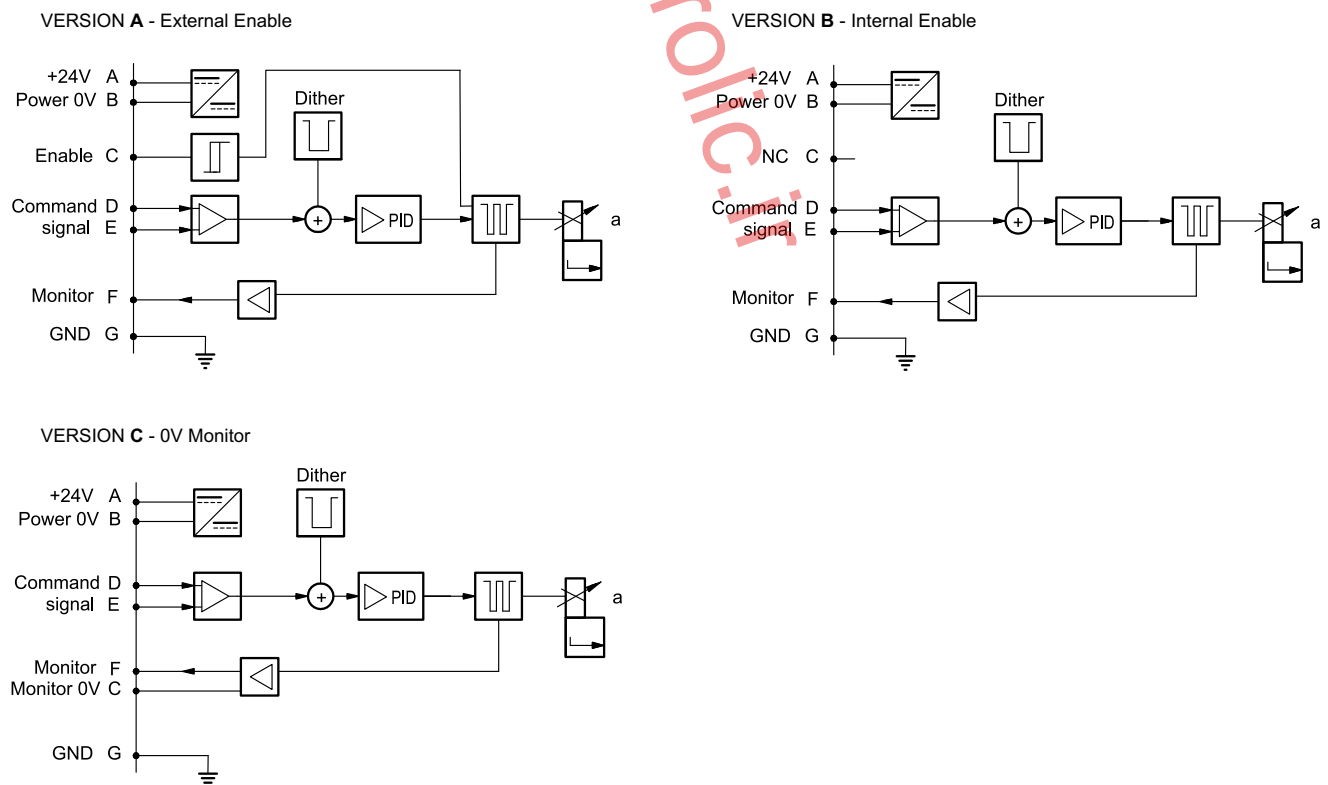 VERSION A - External Enable
+24V A
Power 0V B
Dither
Enable C
Command D
signal E
PID
a
Monitor F
GND G
VERSION B - Internal Enable
+24V A
Power 0V B
Dither
NC C
Command D
signal E
PID
a
Monitor F
GND G
VERSION C - 0V Monitor
+24V A
Power 0V B
Dither
Command D
signal E
PID
a
Monitor F
Monitor 0V C
GND G
rolic.ir